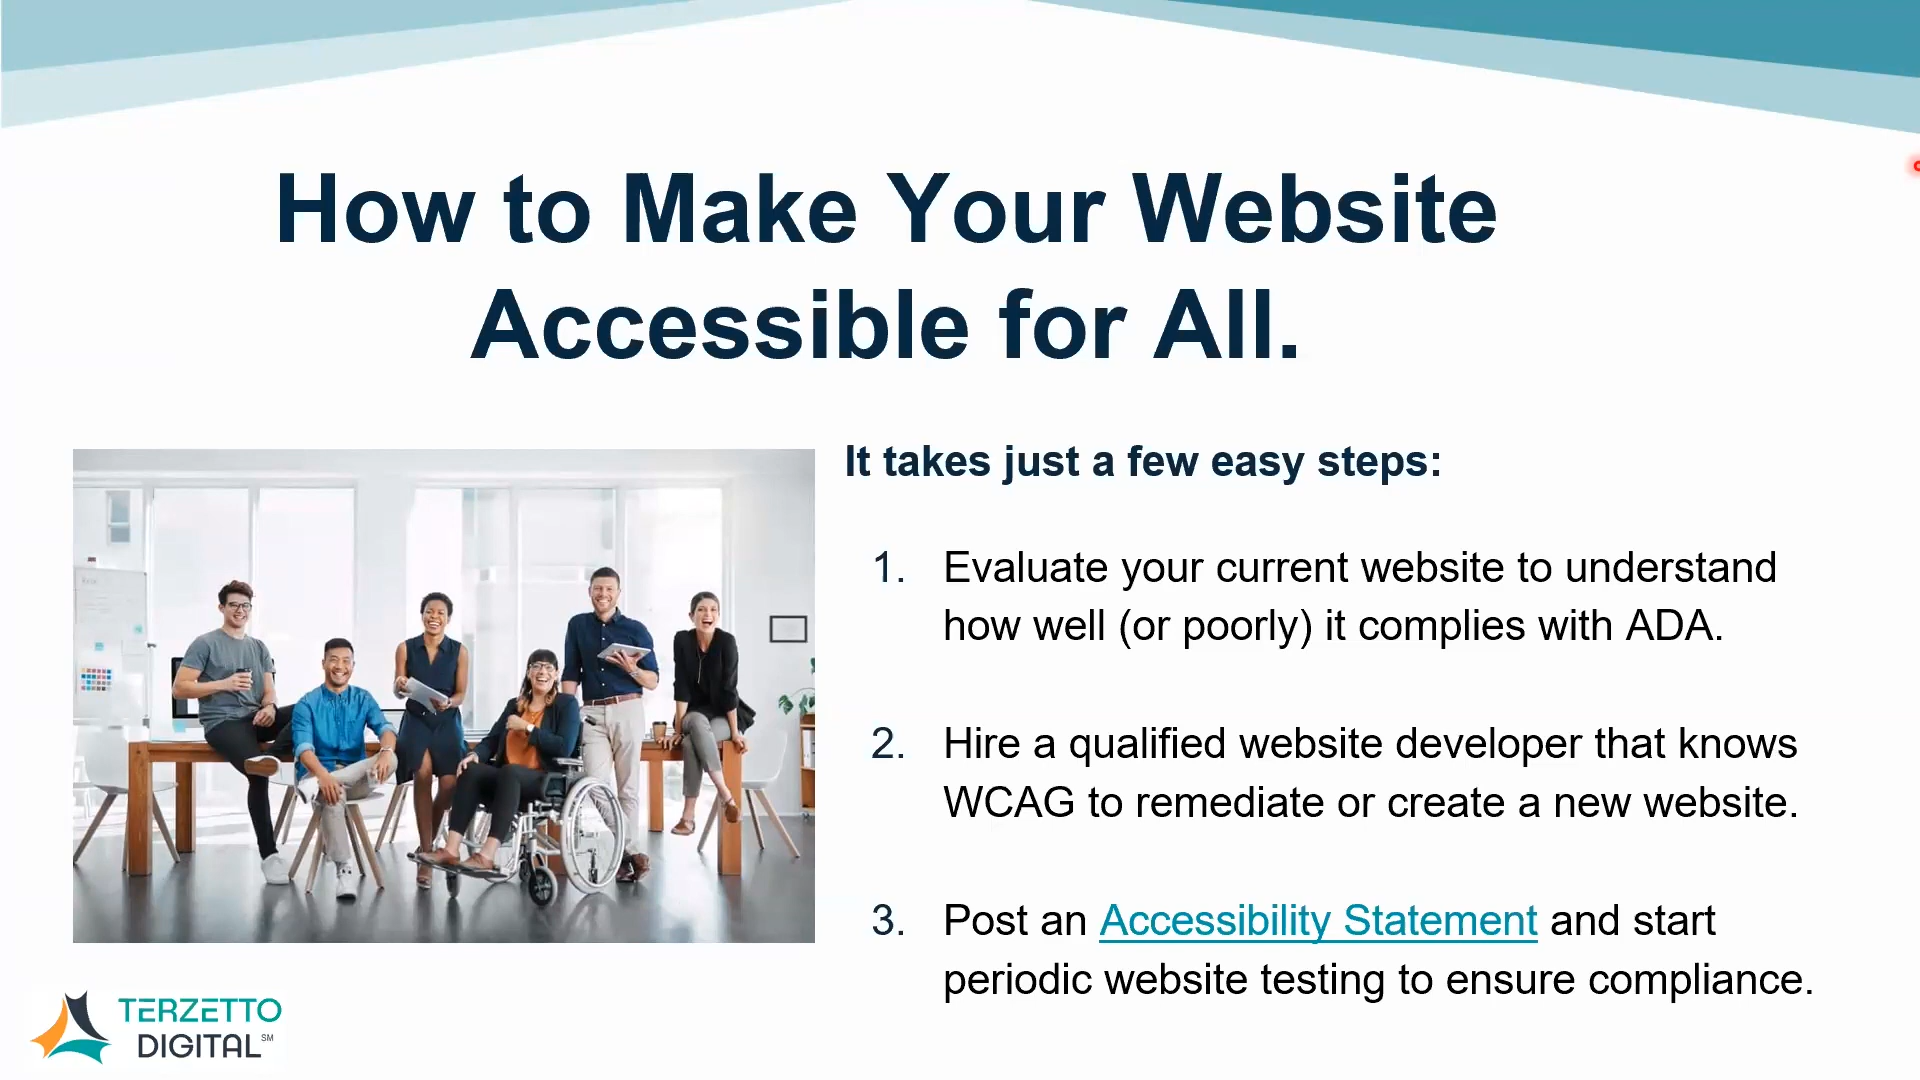 How to Make Your Website
Accessible for All.
It takes just a few easy steps:
1. Evaluate your current website to understand
how well (or poorly) it complies with ADA.
2. Hire a qualified website developer that knows
WCAG to remediate or create a new website.
3. Post an Accessibility Statement and start
periodic website testing to ensure compliance.
TERZETTO
DIGITAL℠